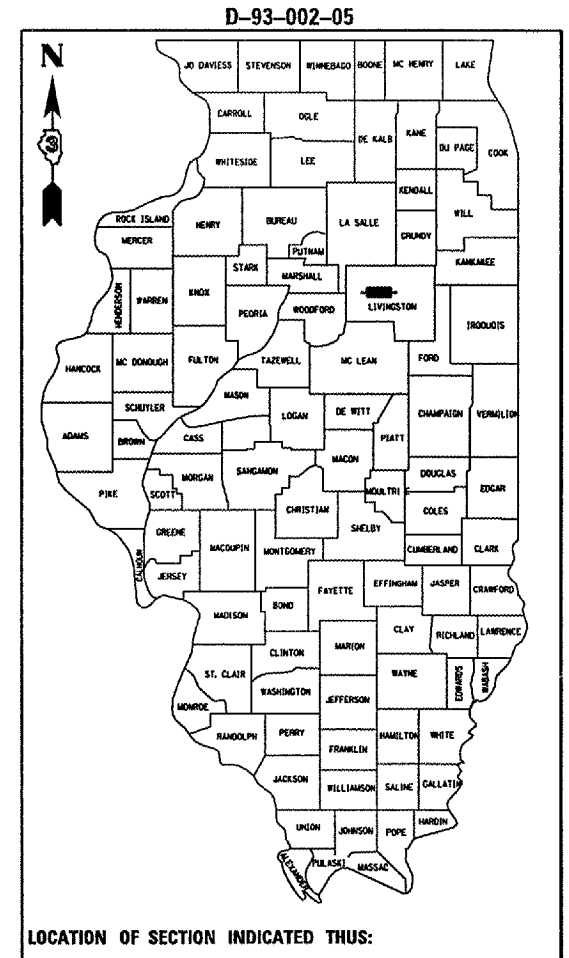 D-93-002-05
N
JO DAVIESS STEVENSON WINNEBAGO BOONE MC HENRY LAKE
CARROLL OGLE
DE KALB KANE
DU PAGE COOK
WHITESIDE LEE
KENDALL
WILL
ROCK ISLAND HENRY BUREAU LA SALLE
GRUNDY
MERCER
PUTNAM
KANKAKEE
STARK
MARSHALL
HENDERSON WARREN KNOX
PEORIA WOODFORD LIVINGSTON
IROQUOIS
HANCOCK MC DONOUGH FULTON TAZEWELL MC LEAN FORD
MASON
SCHUYLER
LOGAN DE WITT CHAMPAIGN VERMILION
ADAMS BROWN CASS
PIATT
MACON
MORGAN SANGAMON
DOUGLAS
PIKE SCOTT
MOULTRI
EDGAR
CHRISTIAN
COLES
GREENE
SHELBY
MACOUPIN MONTGOMERY
CUMBERLAND CLARK
CALHOUN JERSEY
FAYETTE EFFINGHAM JASPER CRAWFORD
MADISON BOND
CLAY
RICHLAND LAWRENCE
CLINTON MARION
ST. CLAIR
WAYNE EDWARDS WABASH
WASHINGTON
JEFFERSON
MONROE
RANDOLPH PERRY
HAMILTON WHITE
FRANKLIN
JACKSON
WILLIAMSON SALINE GALLATIN
UNION JOHNSON POPE HARDIN
ALEXANDER PULASKI MASSAC
LOCATION OF SECTION INDICATED THUS: